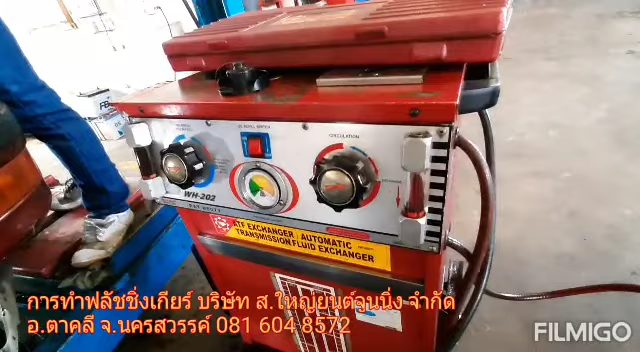 CIRCULATION
WH-202
ATF EXCHANGER / AUTOMATIC
TRANSMISSION FLUID EXCHANGER
การทำฟลัชชิ่งเกียร์ บริษัท ส.ใหญ่ยนต์จูนนิ่ง จำกัด
อ.ตาคลี จ.นครสวรรค์ 081 604 8572
FILMIGO